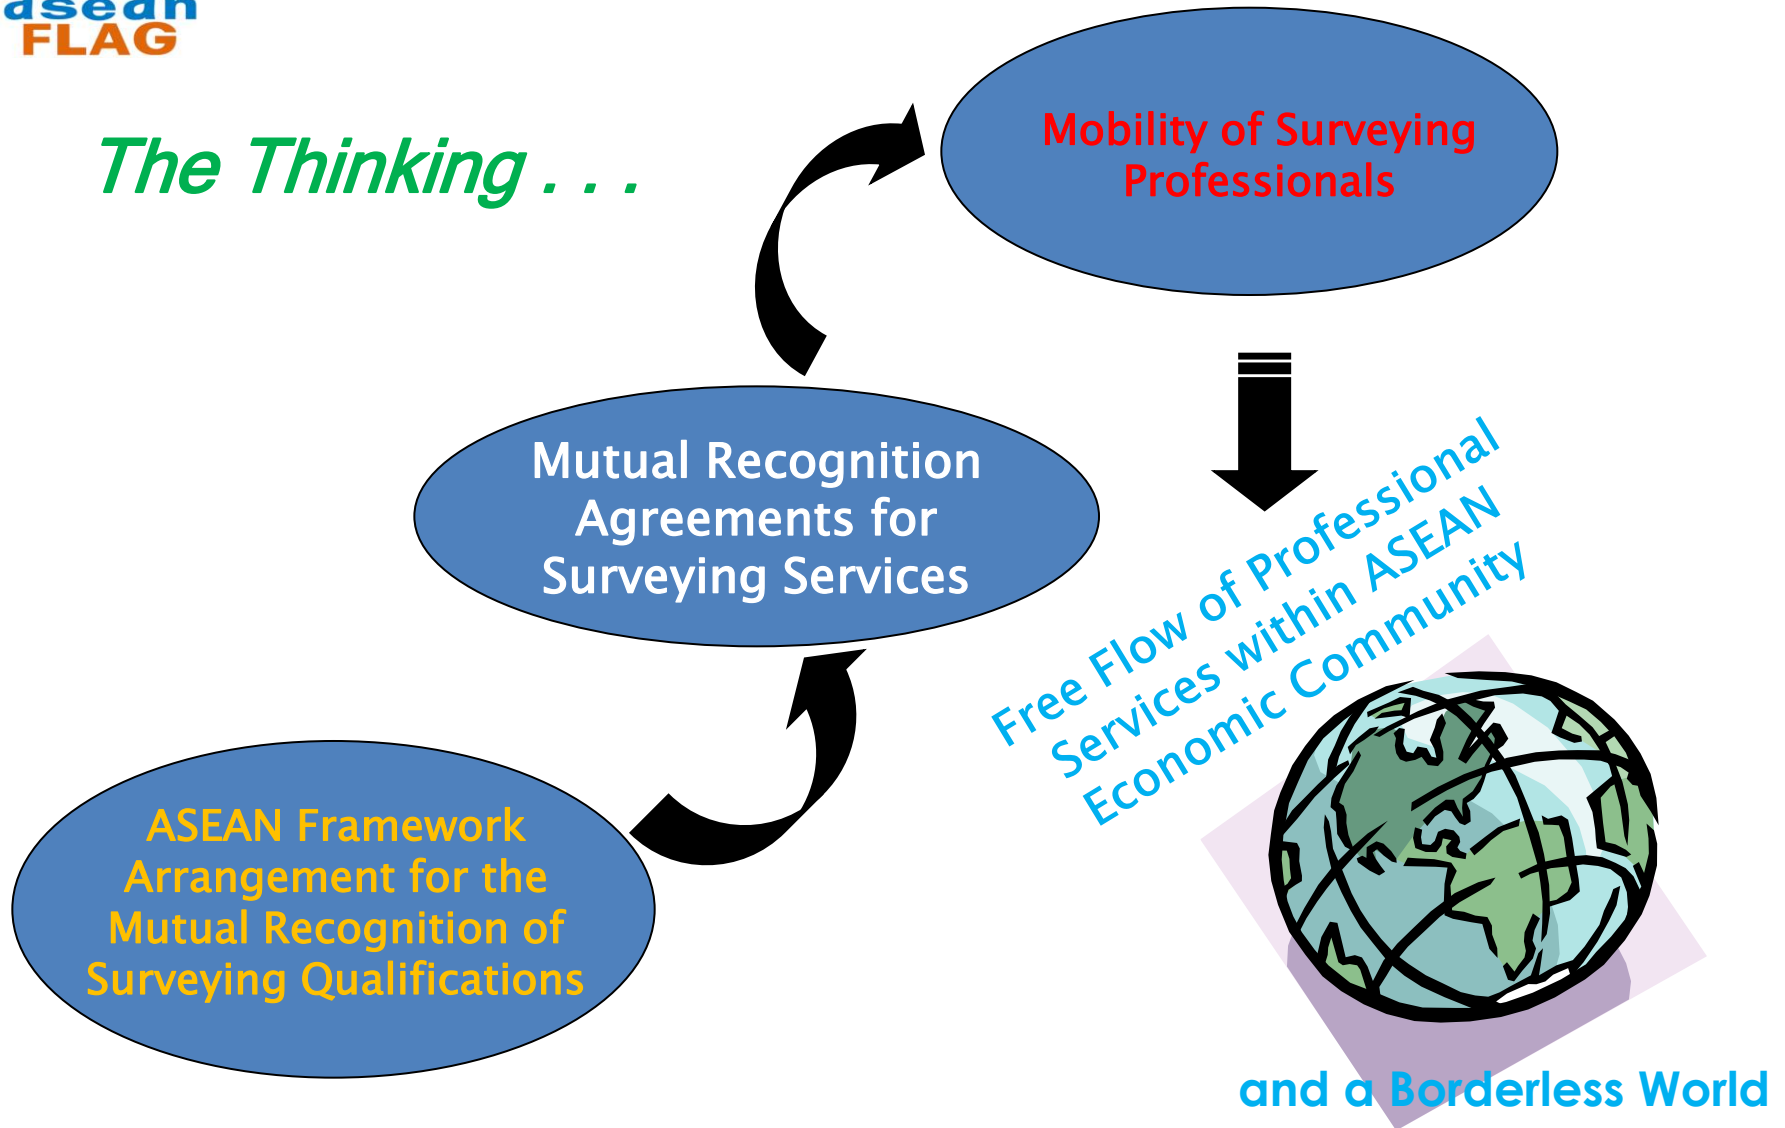 asean
FLAG
The Thinking . . .
Mobility of Surveying
Professionals
Mutual Recognition
Agreements for
Surveying Services
ASEAN Framework
Arrangement for the
Mutual Recognition of
Surveying Qualifications
Free Flow of Professional
Services within ASEAN
Economic Community
and a Borderless World